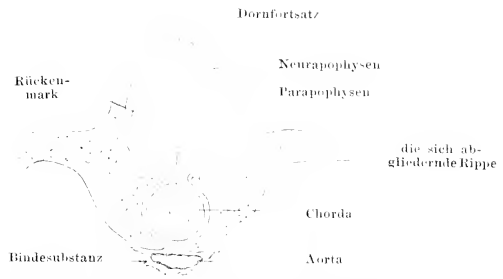 Dornfortsatz
Neurapophysen
Rücken-
mark
Parapophysen
die sich ab-
gliedernde Rippe
Chorda
Bindesubstanz
Aorta